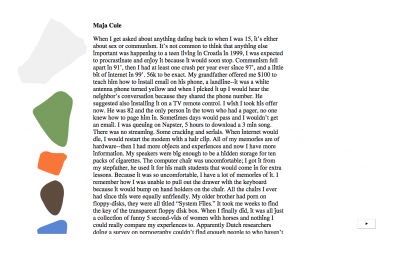 Maja Cule
When I get asked about anything dating back to when I was 15, it's either
about sex or communism. It's not common to think that anything else
important was happening to a teen living in Croatia in 1999, I was expected
to procrastinate and enjoy it because it would soon stop. Communism fell
apart in 91', then I had at least one crush per year ever since 97', and a little
bit of internet in 99'. 56k to be exact. My grandfather offered me $100 to
teach him how to install email on his phone, a landline--it was a white
antenna phone turned yellow and when I picked it up I would hear the
neighbor's conversation because they shared the phone number. He
suggested also installing it on a TV remote control. I wish I took his offer
now. He was 82 and the only person in the town who had a pager, no one
knew how to page him in. Sometimes days would pass and I wouldn't get
an email. I was queuing on Napster, 5 hours to download a 3 min song.
There was no streaming. Some cracking and serials. When internet would
die, I would restart the modem with a hair clip. All of my memories are of
hardware--then I had more objects and experiences and now I have more
information. My speakers were big enough to be a hidden storage for ten
packs of cigarettes. The computer chair was uncomfortable; I got it from
my stepfather, he used it for his math students that would come in for extra
lessons. Because it was so uncomfortable, I have a lot of memories of it. I
remember how I was unable to pull out the drawer with the keyboard
because it would bump on hand holders on the chair. All the chairs I ever
had since this were equally unfriendly. My older brother had porn on
floppy-disks, they were all titled "System Files." It took me weeks to find
the key of the transparent floppy disk box. When I finally did, it was all just
a collection of funny 5 second-vids of women with horses and nothing I
could really compare my experiences to. Apparently Dutch researchers
doing a survey on pornography couldn't find enough people to who haven't